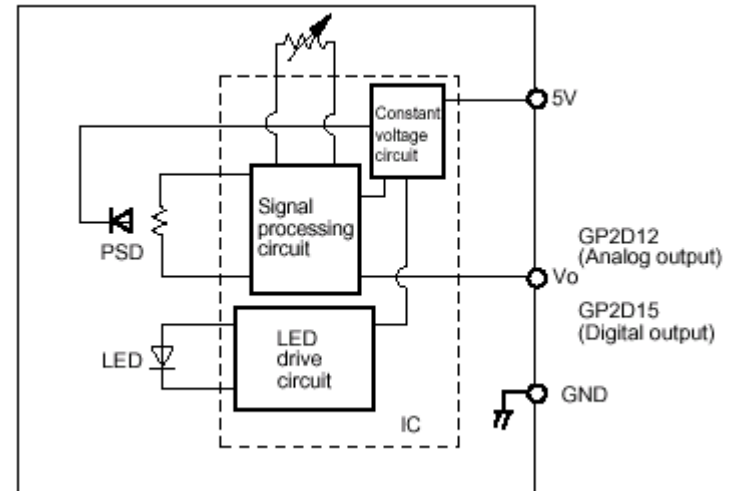 5V
Constant
voltage
circuit
Signal
processing
circuit
PSD
GP2D12
(Analog output)
Vo
GP2D15
(Digital output)
LED
LED
drive
circuit
GND
IC